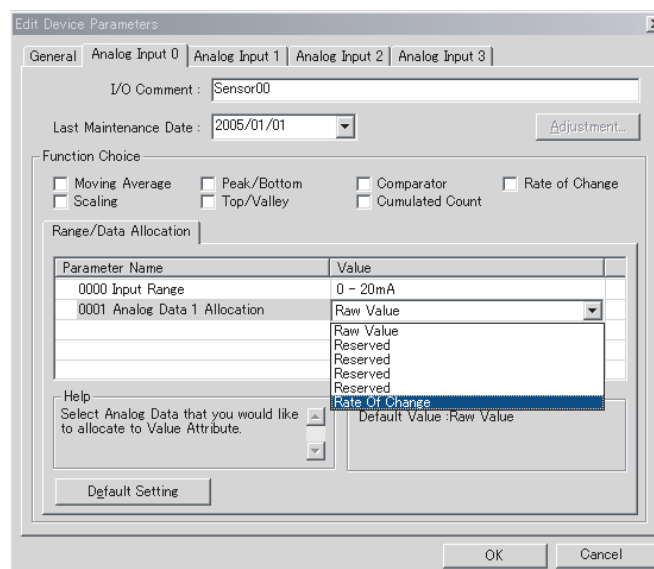 Edit Device Parameters
General Analog Input 0 Analog Input 1 Analog Input 2 Analog Input 3
I/O Comment : Sensor00
Last Maintenance Date : 2005/01/01
Adjustment...
Function Choice
Moving Average Peak/Bottom Comparator Rate of Change
Scaling Top/Valley Cumulated Count
Range/Data Allocation
Parameter Name Value
0000 Input Range 0 - 20mA
0001 Analog Data 1 Allocation Raw Value
Raw Value
Reserved
Reserved
Reserved
Reserved
Rate Of Change
Help
Select Analog Data that you would like
to allocate to Value Attribute.
Default Value :Raw Value
Default Setting
OK Cancel